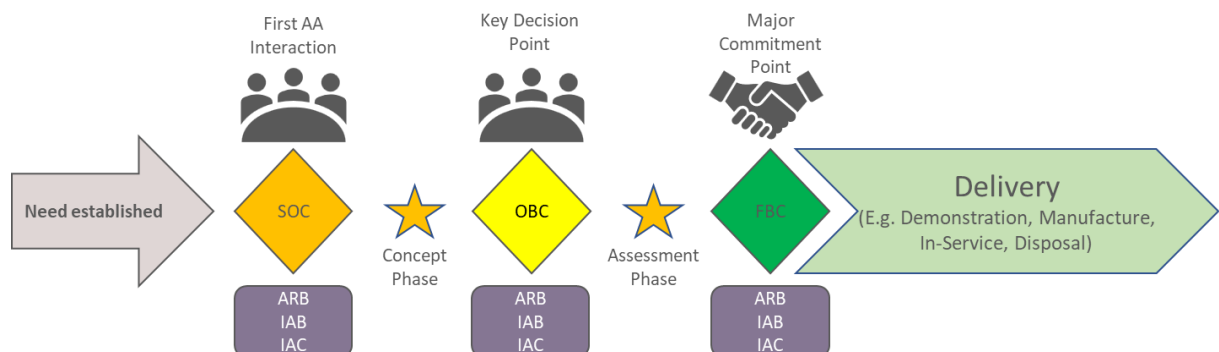 First AA
Interaction
Key Decision
Point
Major
Commitment
Point
Need established
SOC
Concept
Phase
OBC
Assessment
Phase
FBC
Delivery
(E.g. Demonstration, Manufacture,
In-Service, Disposal)
ARB
IAB
IAC
ARB
IAB
IAC
ARB
IAB
IAC